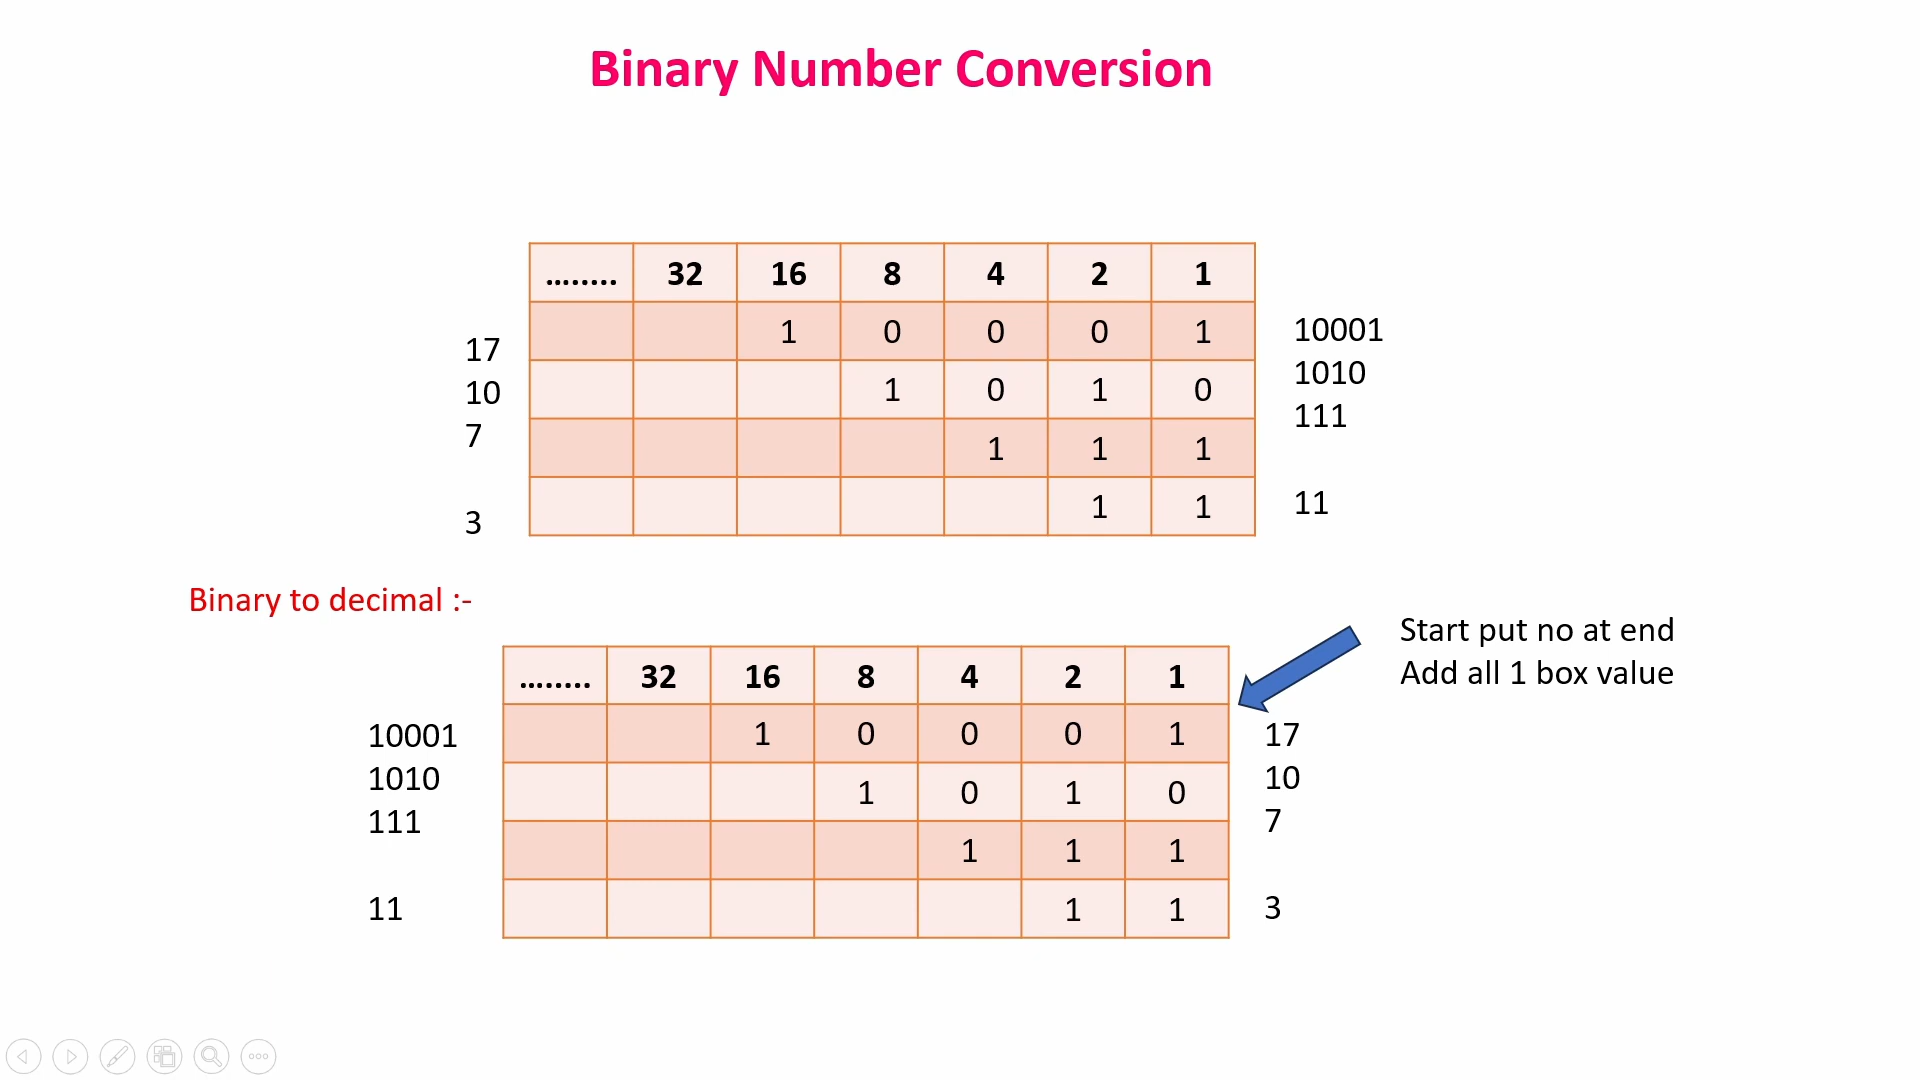 Binary Number Conversion
........ 32 16 8 4 2 1
17 1 0 0 0 1 10001
10 1 0 1 0 1010
7 1 1 1 111
3 1 1 11
Binary to decimal :-
Start put no at end
Add all 1 box value
........ 32 16 8 4 2 1
10001 1 0 0 0 1 17
1010 1 0 1 0 10
111 1 1 1 7
11 1 1 3